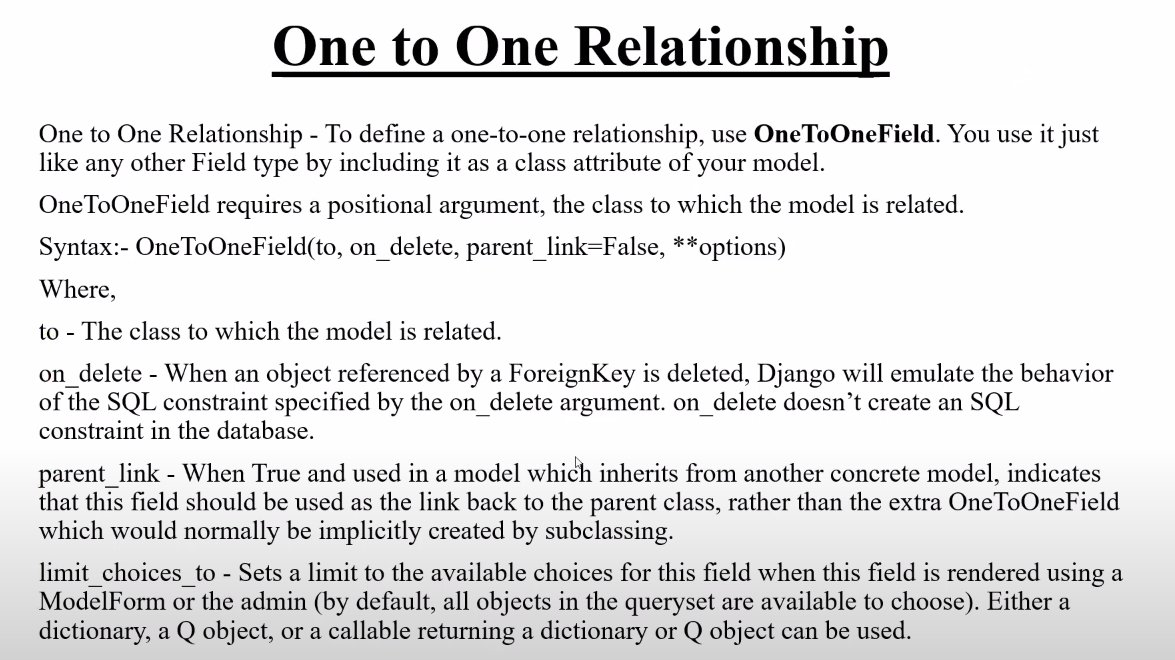 One to One Relationship
One to One Relationship - To define a one-to-one relationship, use OneToOneField. You use it just
like any other Field type by including it as a class attribute of your model.
OneToOneField requires a positional argument, the class to which the model is related.
Syntax:- OneToOneField(to, on_delete, parent_link=False, **options)
Where,
to - The class to which the model is related.
on_delete - When an object referenced by a ForeignKey is deleted, Django will emulate the behavior
of the SQL constraint specified by the on_delete argument. on_delete doesn’t create an SQL
constraint in the database.
parent_link - When True and used in a model which inherits from another concrete model, indicates
that this field should be used as the link back to the parent class, rather than the extra OneToOneField
which would normally be implicitly created by subclassing.
limit_choices_to - Sets a limit to the available choices for this field when this field is rendered using a
ModelForm or the admin (by default, all objects in the queryset are available to choose). Either a
dictionary, a Q object, or a callable returning a dictionary or Q object can be used.